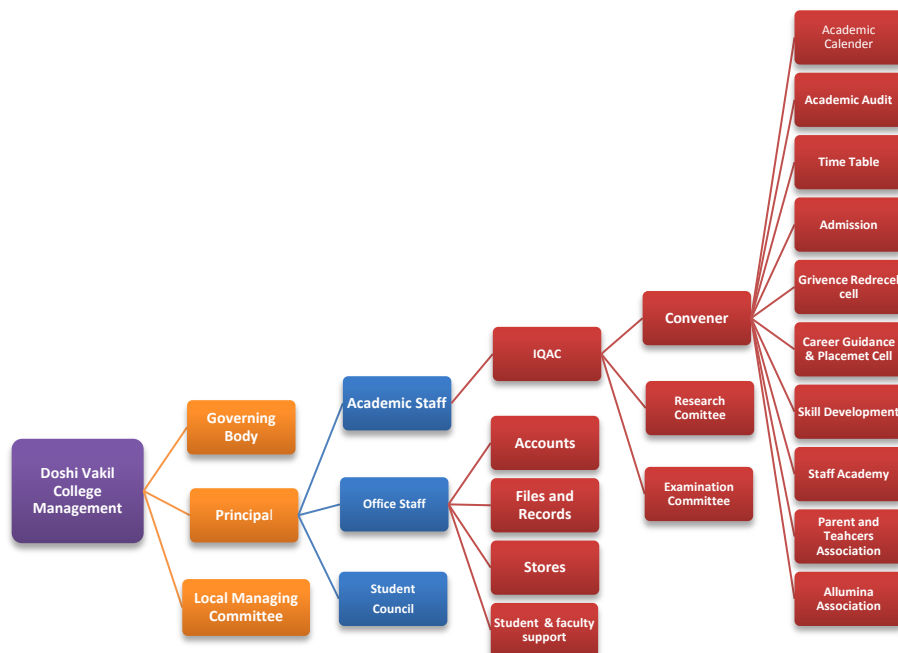 Doshi Vakil
College
Management
Governing
Body
Principal
Local Managing
Committee
Academic Staff
Office Staff
Student
Council
IQAC
Accounts
Files and
Records
Stores
Student & faculty
support
Convener
Research
Comittee
Examination
Committee
Academic
Calender
Academic Audit
Time Table
Admission
Grivence Redrecel
cell
Career Guidance
& Placemet Cell
Skill Development
Staff Academy
Parent and
Teahcers
Association
Allumina
Association